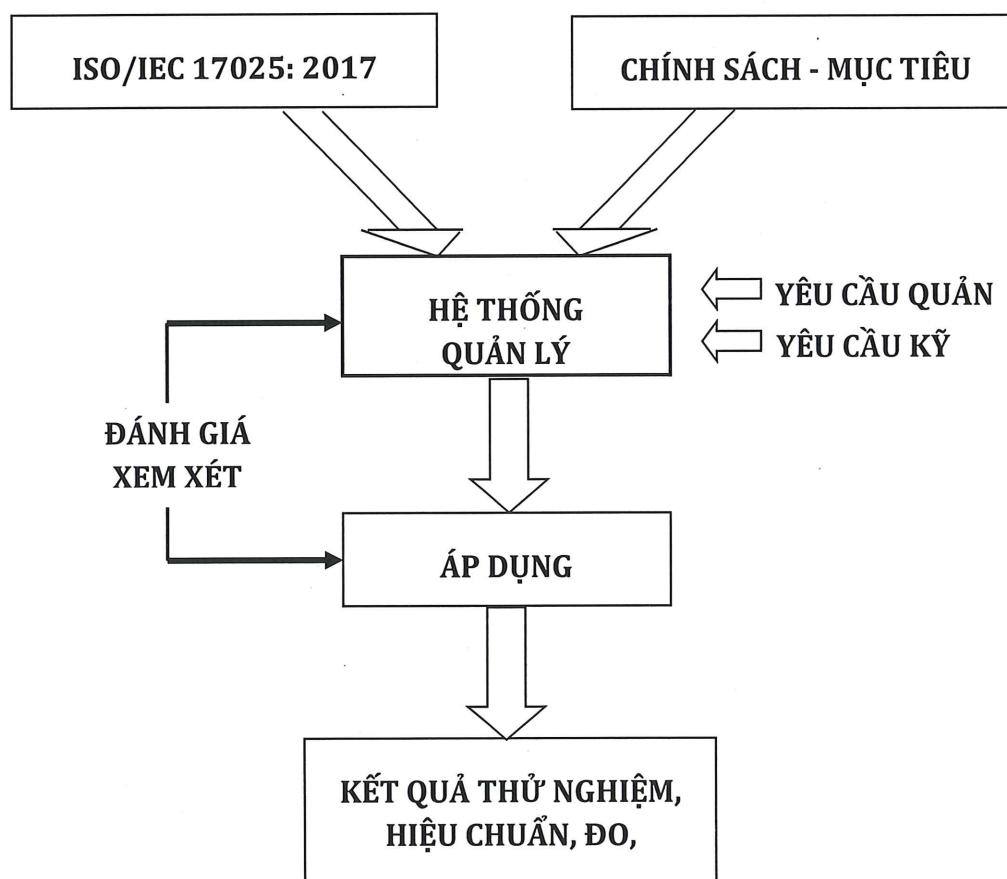 ISO/IEC 17025: 2017
CHÍNH SÁCH - MỤC TIÊU
HỆ THỐNG
QUẢN LÝ
YÊU CẦU QUẢN
YÊU CẦU KỸ
ĐÁNH GIÁ
XEM XÉT
ÁP DỤNG
KẾT QUẢ THỬ NGHIỆM,
HIỆU CHUẨN, ĐO,